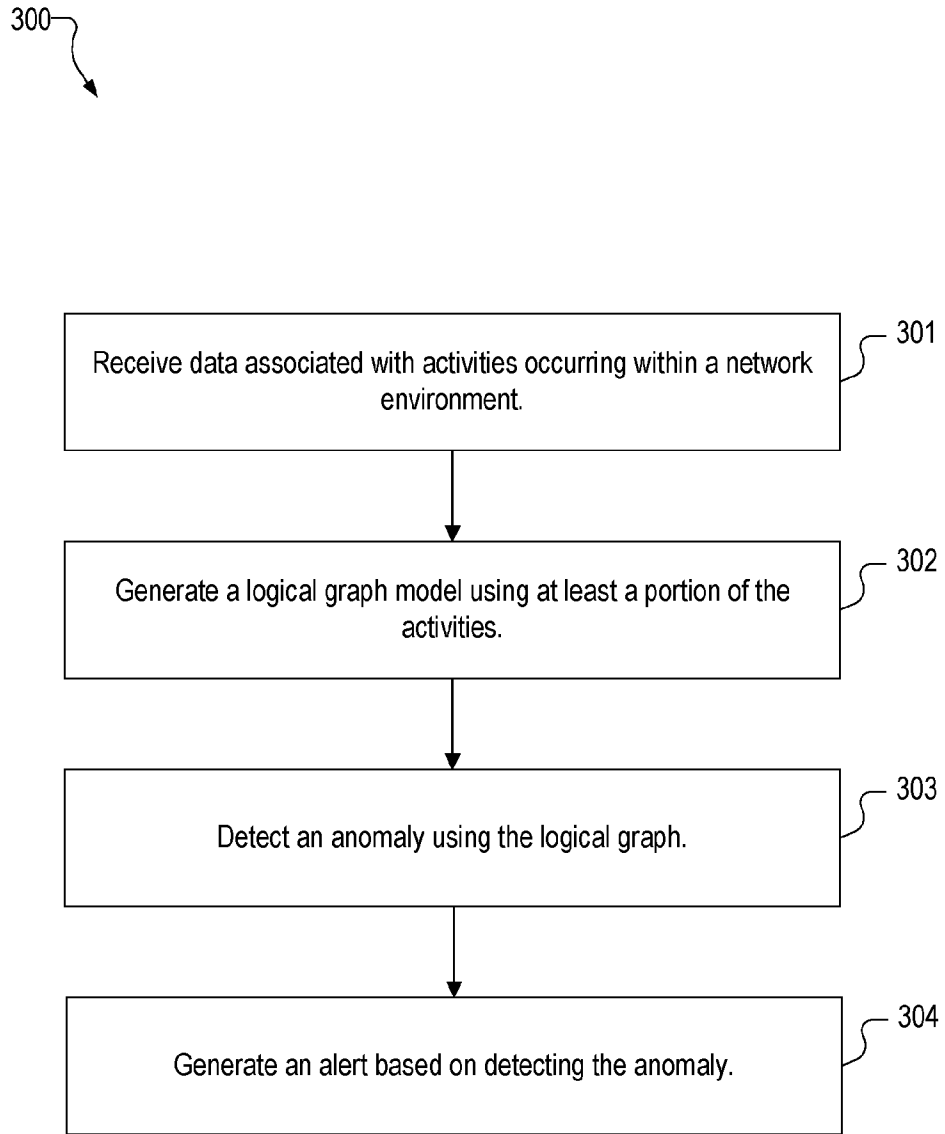 300
Receive data associated with activities occurring within a network
environment.
301
Generate a logical graph model using at least a portion of the
activities.
302
Detect an anomaly using the logical graph.
303
Generate an alert based on detecting the anomaly.
304